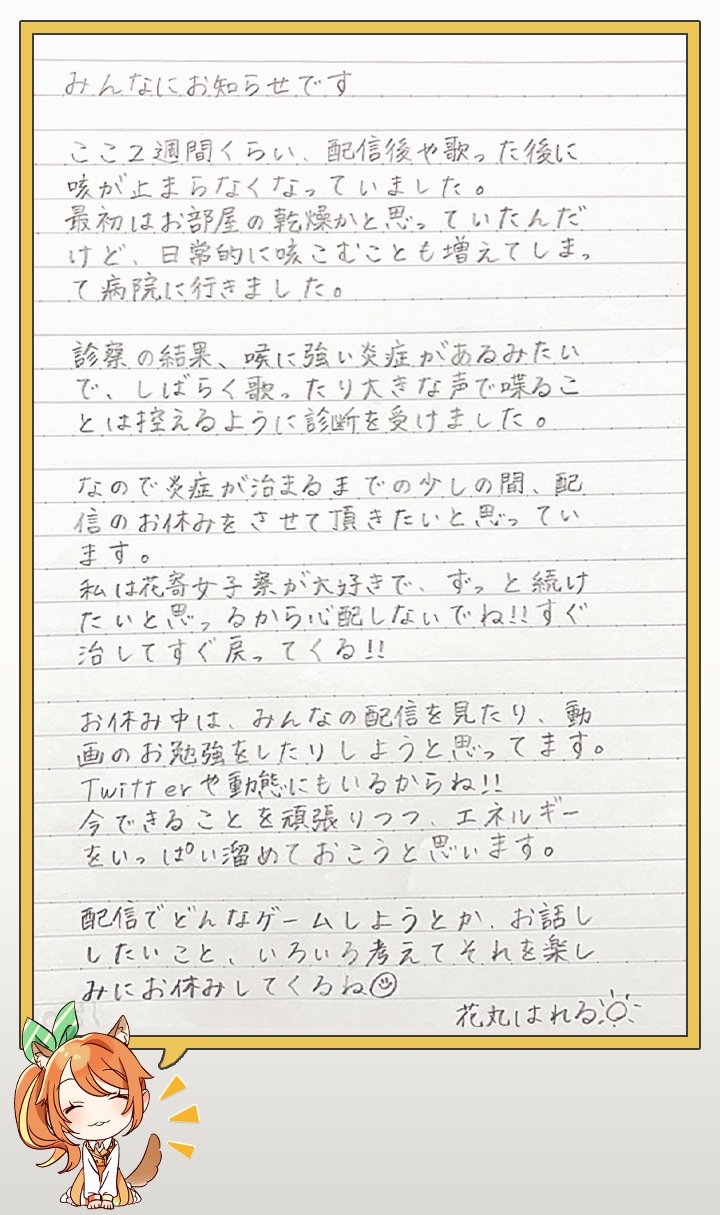 みんなにお知らせです
ここ2週間くらい、配信後や歌った後に
咳が止まらなくなっていました。
最初はお部屋の乾燥かと思っていたんだ
けど、日常的に咳こむことも増えてしまっ
て病院に行きました。
診察の結果、喉に強い炎症があるみたい
で、しばらく歌ったり大きな声で喋るこ
とは控えるように診断を受けました。
なので炎症が治まるまでの少しの間、配
信のお休みをさせて頂きたいと思ってい
ます。
私は花寄女子寮が大好きで、ずっと続け
たいと思ってるから心配しないでね!!すぐ
治してすぐ戻ってくる!!
お休み中は、みんなの配信を見たり、動
画のお勉強をしたりしようと思ってます。
Twitterや動態にもいるからね!!
今できることを頑張りつつ、エネルギー
をいっぱい溜めておこうと思います。
配信でどんなゲームしようとか、お話し
したいこと、いろいろ考えてそれを楽し
みにお休みしてくるね
花丸はれる